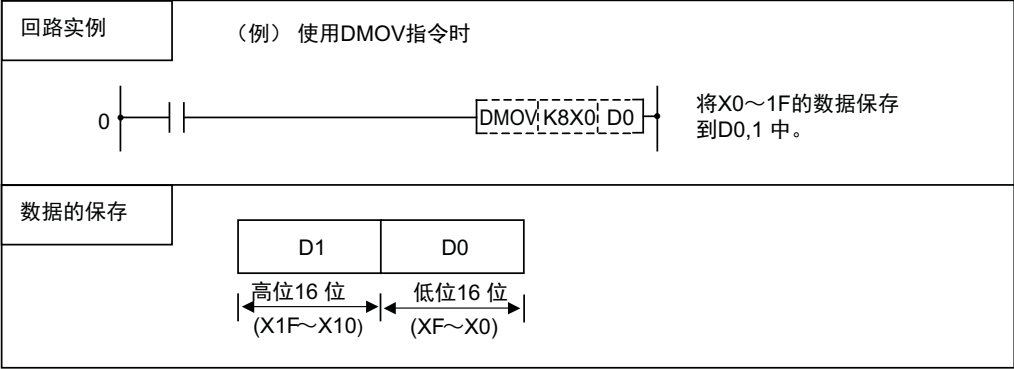 回路实例
（例） 使用DMOV指令时
0
DMOV K8X0 D0
将X0～1F的数据保存
到D0,1 中。
数据的保存
D1 D0
高位16 位 低位16 位
(X1F～X10) (XF～X0)